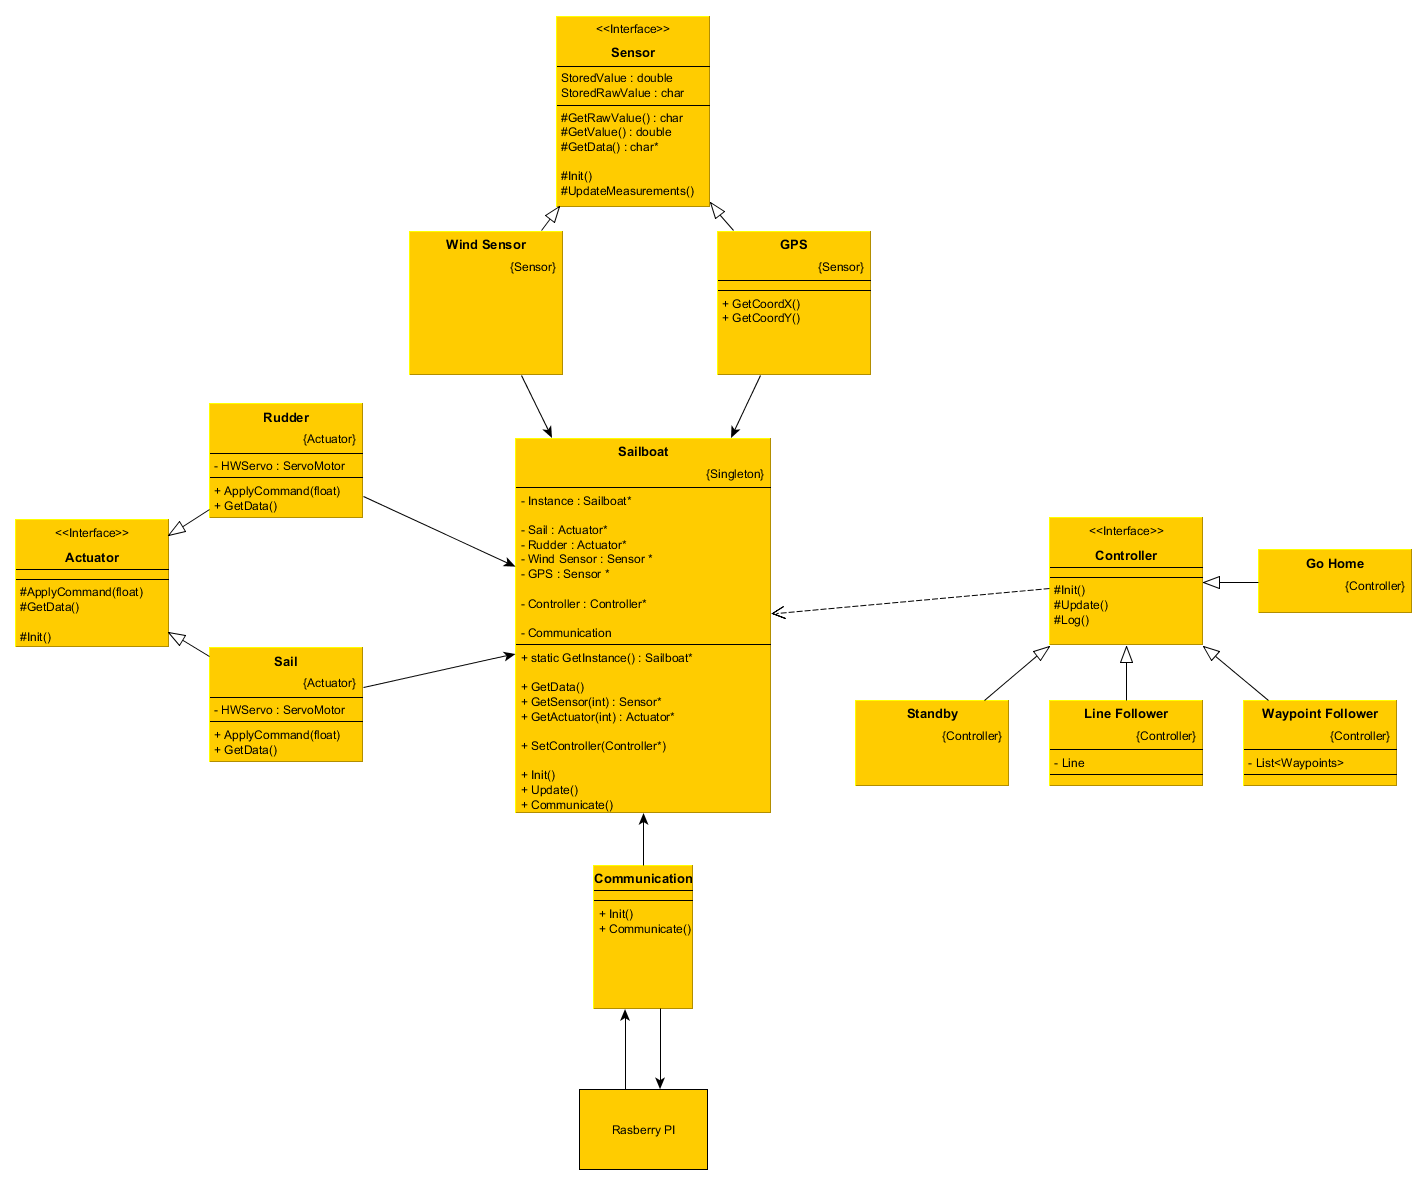 <<Interface>>
Sensor
StoredValue : double
StoredRawValue : char
#GetRawValue() : char
#GetValue() : double
#GetData() : char*
#Init()
#UpdateMeasurements()
Wind Sensor
{Sensor}
GPS
{Sensor}
+ GetCoordX()
+ GetCoordY()
Rudder
{Actuator}
- HWServo : ServoMotor
+ ApplyCommand(float)
+ GetData()
<<Interface>>
Actuator
#ApplyCommand(float)
#GetData()
#Init()
Sail
{Actuator}
- HWServo : ServoMotor
+ ApplyCommand(float)
+ GetData()
Sailboat
{Singleton}
- Instance : Sailboat*
- Sail : Actuator*
- Rudder : Actuator*
- Wind Sensor : Sensor *
- GPS : Sensor *
- Controller : Controller*
- Communication
+ static GetInstance() : Sailboat*
+ GetData()
+ GetSensor(int) : Sensor*
+ GetActuator(int) : Actuator*
+ SetController(Controller*)
+ Init()
+ Update()
+ Communicate()
<<Interface>>
Controller
#Init()
#Update()
#Log()
Go Home
{Controller}
Standby
{Controller}
Line Follower
{Controller}
- Line
Waypoint Follower
{Controller}
- List<Waypoints>
Communication
+ Init()
+ Communicate()
Rasberry PI